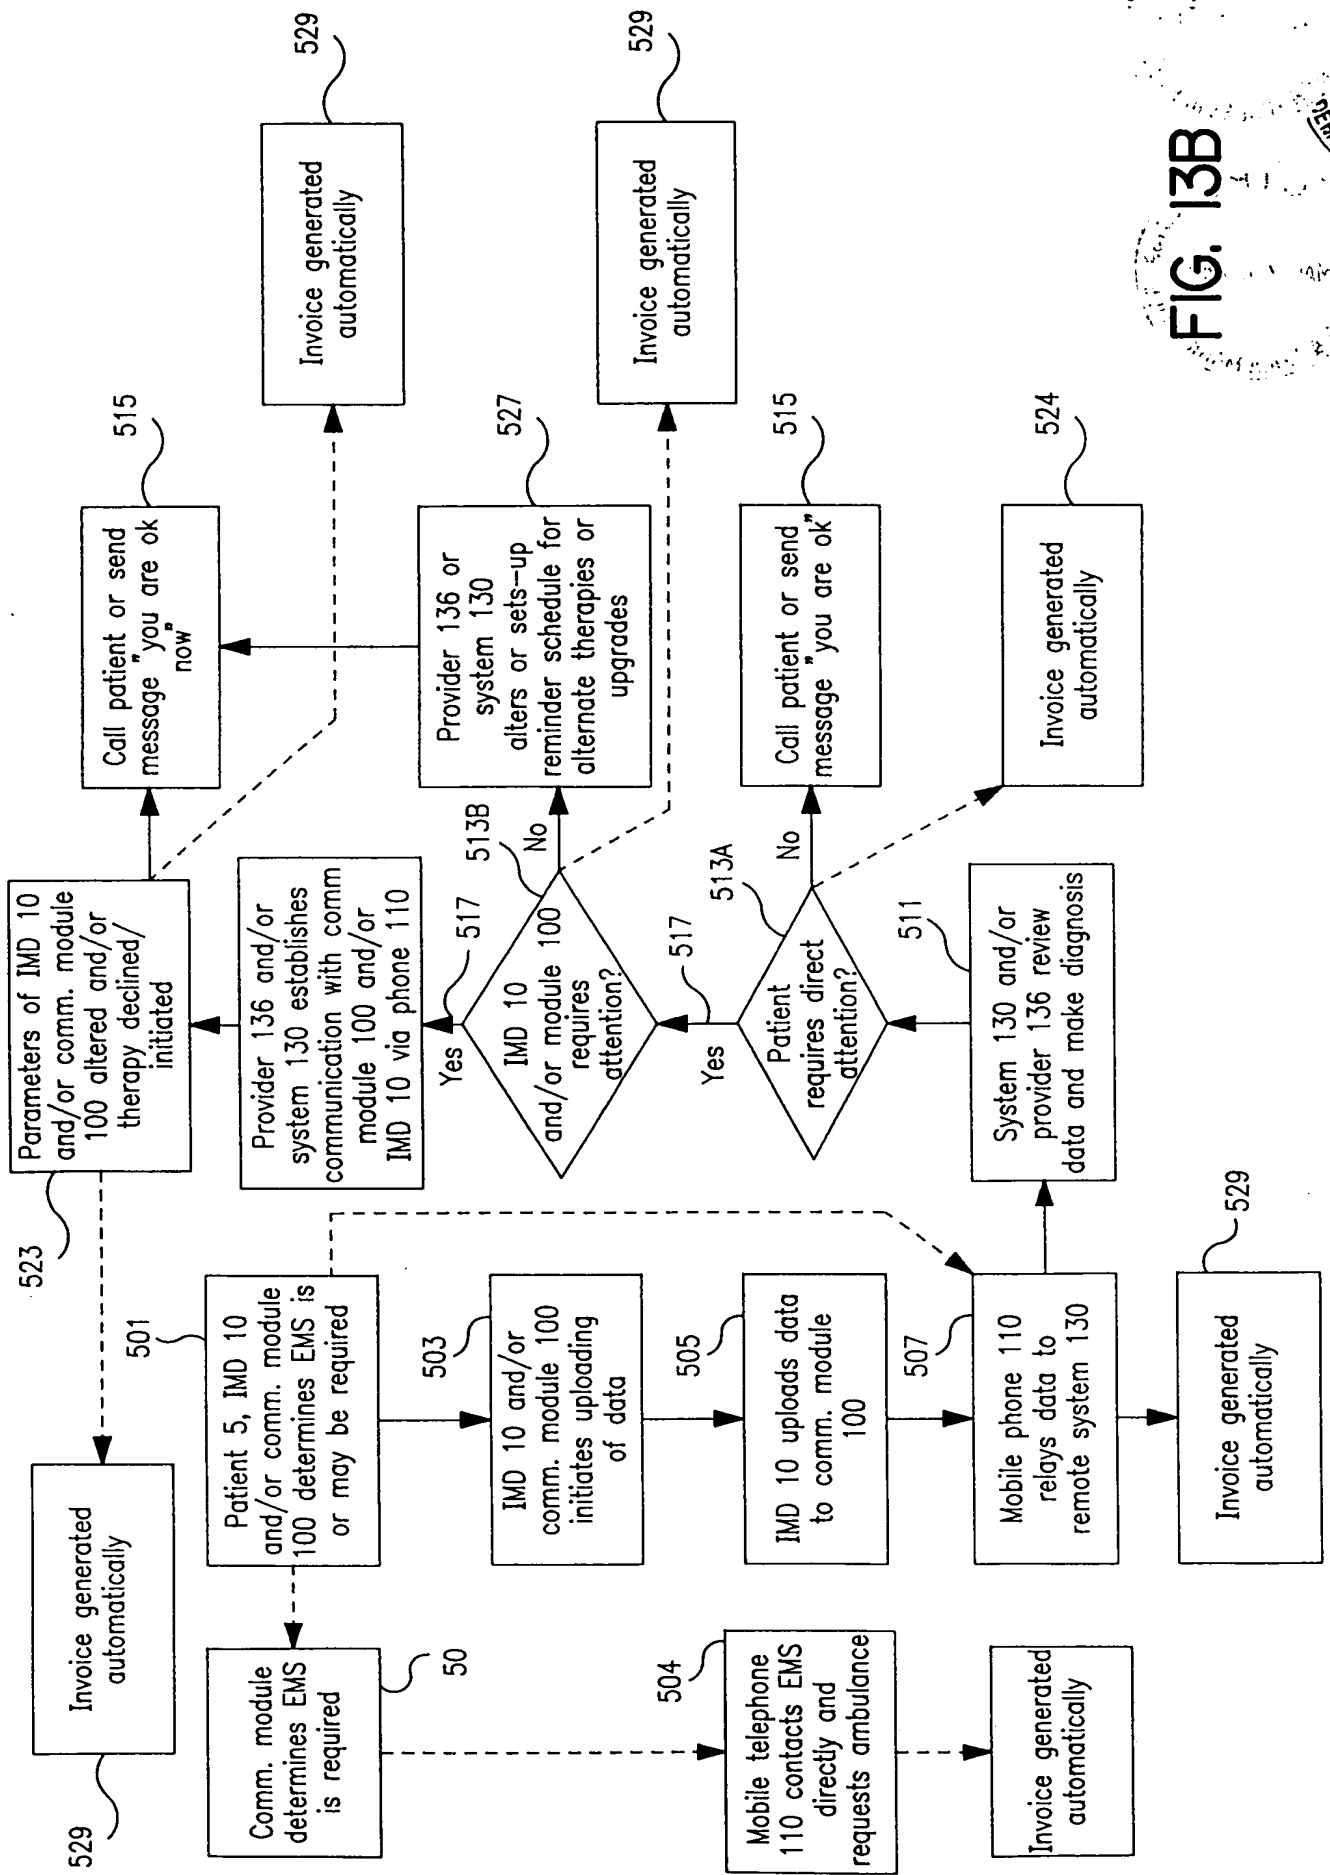 529
Invoice generated
automatically
523
Parameters of IMD 10
and/or comm. module
100 altered and/or
therapy declined/
initiated
Call patient or send
message "you are ok
now"
515
Invoice generated
automatically
529
Comm. module
determines EMS
is required
50
501
Patient 5, IMD 10
and/or comm. module
100 determines EMS is
or may be required
Provider 136 and/or
system 130 establishes
communication with comm
module 100 and/or
IMD 10 via phone 110
Yes
517
503
IMD 10 and/or
comm. module 100
initiates uploading
of data
IMD 10
and/or module 100
requires
attention?
513B
No
Provider 136 or
system 130
alters or sets-up
reminder schedule for
alternate therapies or
upgrades
527
Invoice generated
automatically
529
Yes
517
504
Mobile telephone
110 contacts EMS
directly and
requests ambulance
505
IMD 10 uploads data
to comm. module
100
Patient
requires direct
attention?
513A
No
Call patient or send
message "you are ok"
515
Invoice generated
automatically
507
Mobile phone 110
relays data to
remote system 130
System 130 and/or
provider 136 review
data and make diagnosis
511
Invoice generated
automatically
524
Invoice generated
automatically
529
FIG. 13B